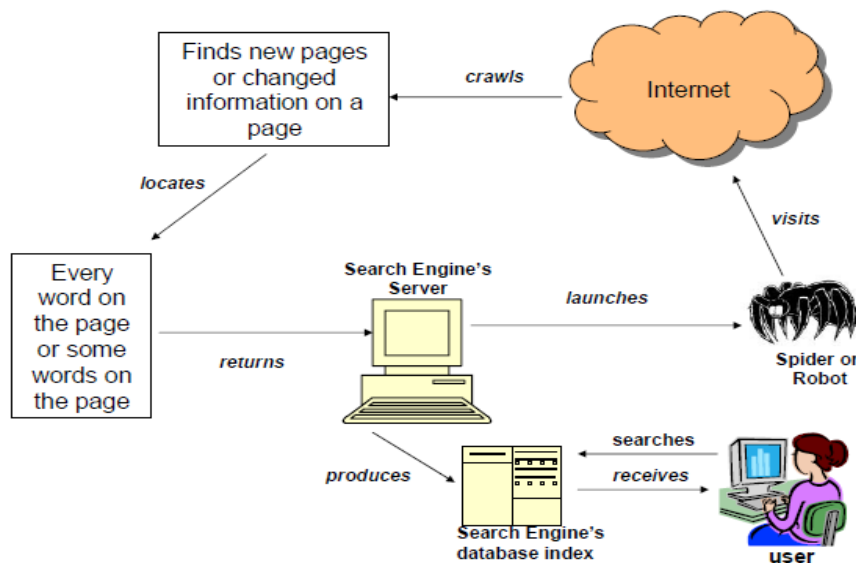 Finds new pages
or changed
information on a
page
crawls
Internet
locates
visits
Every
word on
the page
or some
words on
the page
returns
Search Engine's
Server
launches
Spider or
Robot
produces
searches
receives
Search Engine's
database index
user